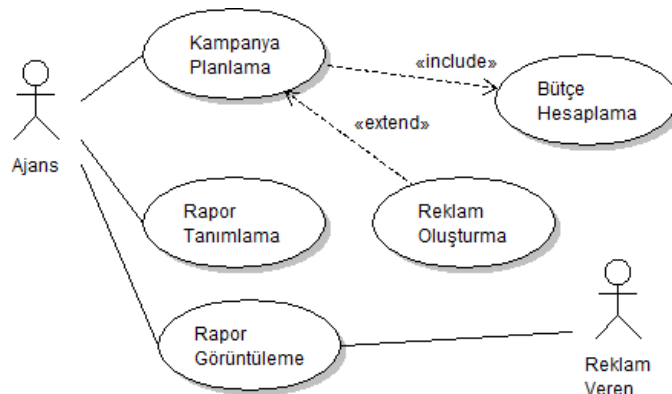 Kampanya
Planlama
«include»
Bütçe
Hesaplama
«extend»
Ajans
Rapor
Tanımlama
Reklam
Oluşturma
Rapor
Görüntüleme
Reklam
Veren